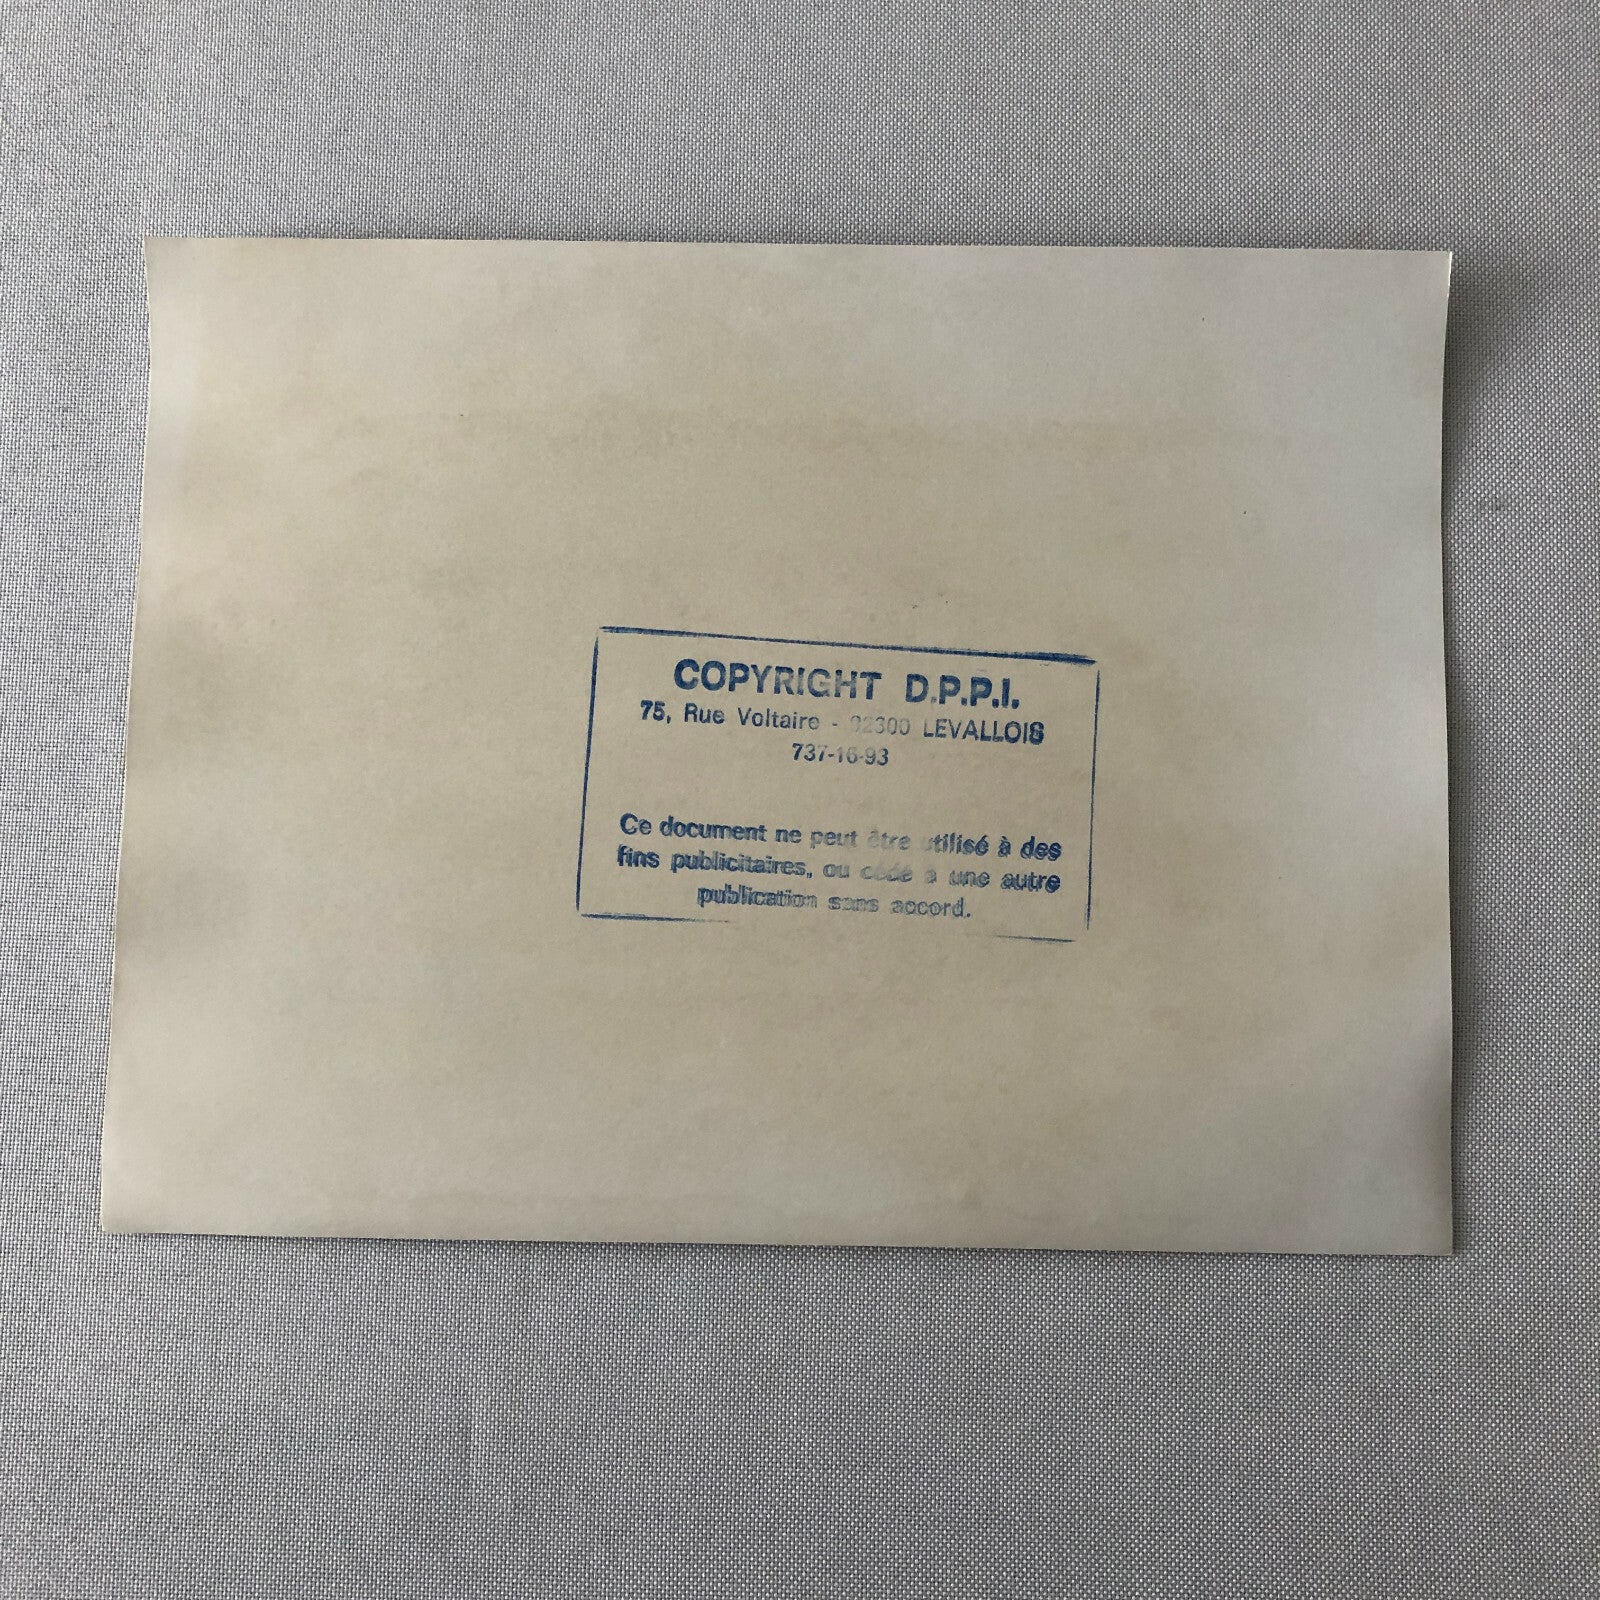 COPYRIGHT D.P.P.I.
75, Rue Voltaire - 92300 LEVALLOIS
737-16-93
Ce document ne peut être utilisé à des
fins publicitaires, ou cédé à une autre
publication sans accord.